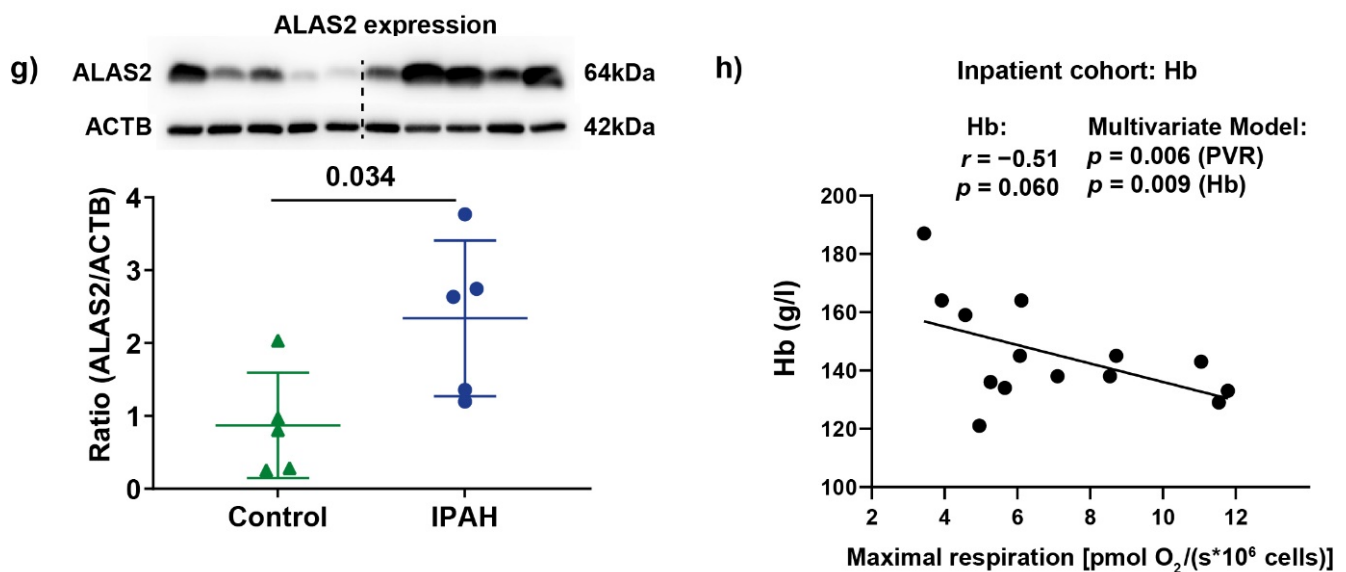 g)
ALAS2 expression
ALAS2
64kDa
ACTB
42kDa
0.034
Ratio (ALAS2/ACTB)
4
3
2
1
0
Control IPAH
h)
Inpatient cohort: Hb
Hb: Multivariate Model:
r = −0.51 p = 0.006 (PVR)
p = 0.060 p = 0.009 (Hb)
Hb (g/l)
200
180
160
140
120
100
2 4 6 8 10 12
Maximal respiration [pmol O₂/(s*10⁶ cells)]